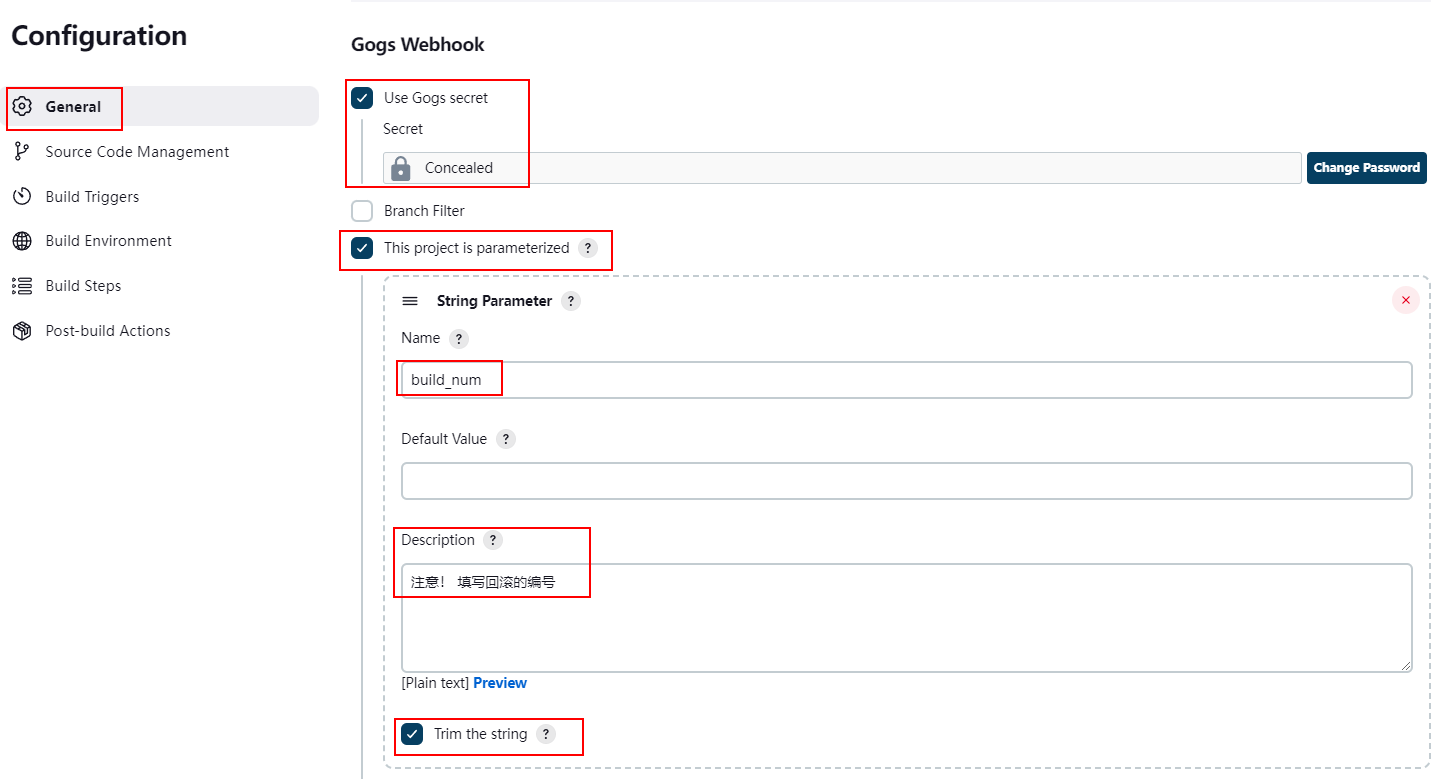 Configuration
General
Source Code Management
Build Triggers
Build Environment
Build Steps
Post-build Actions
Gogs Webhook
Use Gogs secret
Secret
Concealed
Change Password
Branch Filter
This project is parameterized ?
String Parameter ?
Name ?
build_num
Default Value ?
Description ?
注意！ 填写回滚的编号
[Plain text] Preview
Trim the string ?